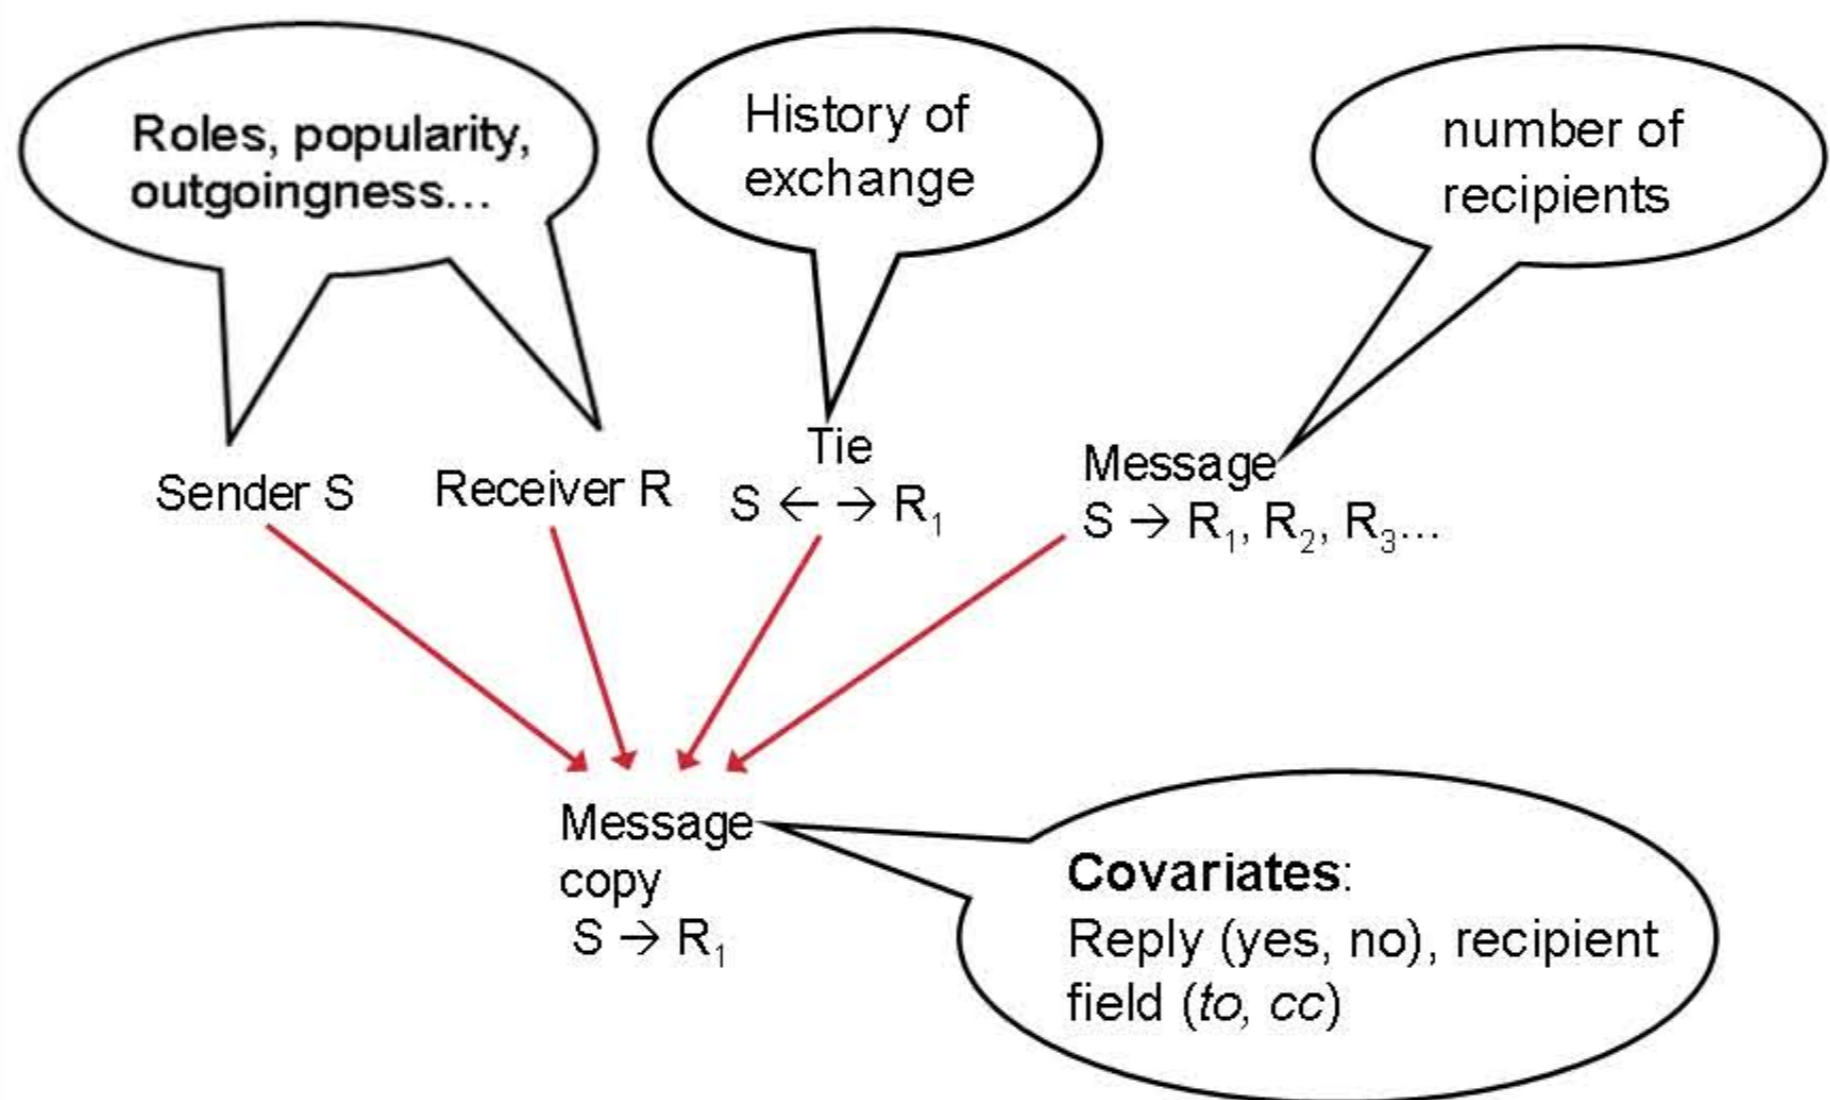 Roles, popularity,
outgoingness...
History of
exchange
number of
recipients
Sender S
Receiver R
Tie
S ← → R₁
Message
S → R₁, R₂, R₃...
Message
copy
S → R₁
Covariates:
Reply (yes, no), recipient
field (to, cc)